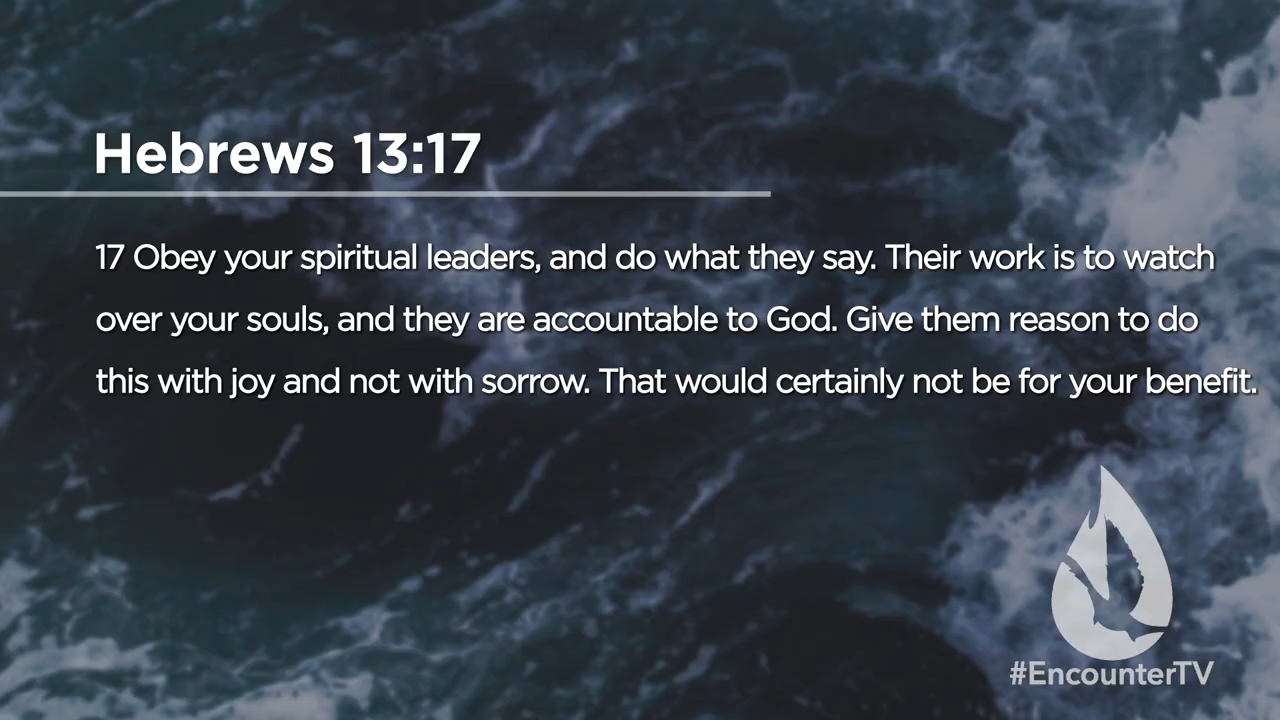 Hebrews 13:17
17 Obey your spiritual leaders, and do what they say. Their work is to watch
over your souls, and they are accountable to God. Give them reason to do
this with joy and not with sorrow. That would certainly not be for your benefit.
#EncounterTV